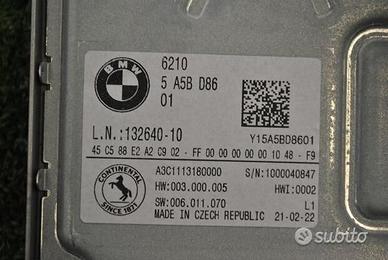 BMW
6210
5 A5B D86
01
L.N.:132640-10
Y15A5BD8601
45 C5 88 E2 A2 C9 02 - FF 00 00 00 00 00 10 48 - F9
CONTINENTAL
SINCE 1871
A3C1113180000
S/N:1000040847
HW:003.000.005
HWI:0002
SW:006.011.070
L1
MADE IN CZECH REPUBLIC
21-02-22
subito